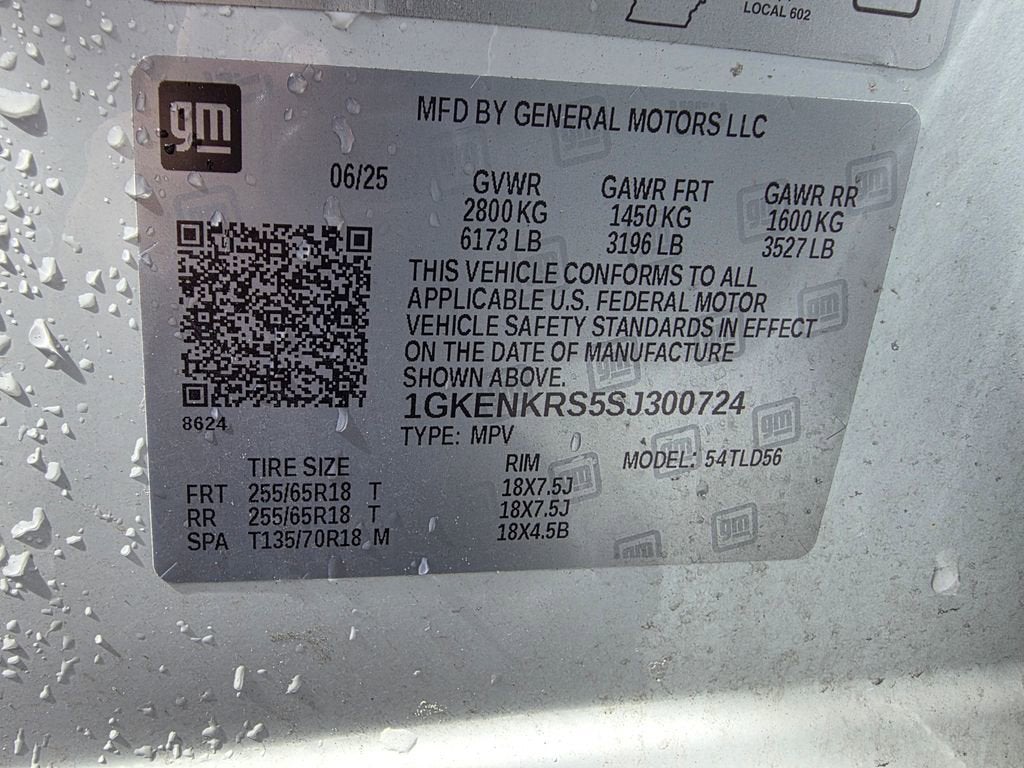 LOCAL 602
gm
MFD BY GENERAL MOTORS LLC
06/25
GVWR GAWR FRT GAWR RR
2800 KG 1450 KG 1600 KG
6173 LB 3196 LB 3527 LB
THIS VEHICLE CONFORMS TO ALL
APPLICABLE U.S. FEDERAL MOTOR
VEHICLE SAFETY STANDARDS IN EFFECT
ON THE DATE OF MANUFACTURE
SHOWN ABOVE.
1GKENKRS5SJ300724
8624
TYPE: MPV MODEL: 54TLD56
TIRE SIZE RIM
FRT 255/65R18 T 18X7.5J
RR 255/65R18 T 18X7.5J
SPA T135/70R18 M 18X4.5B